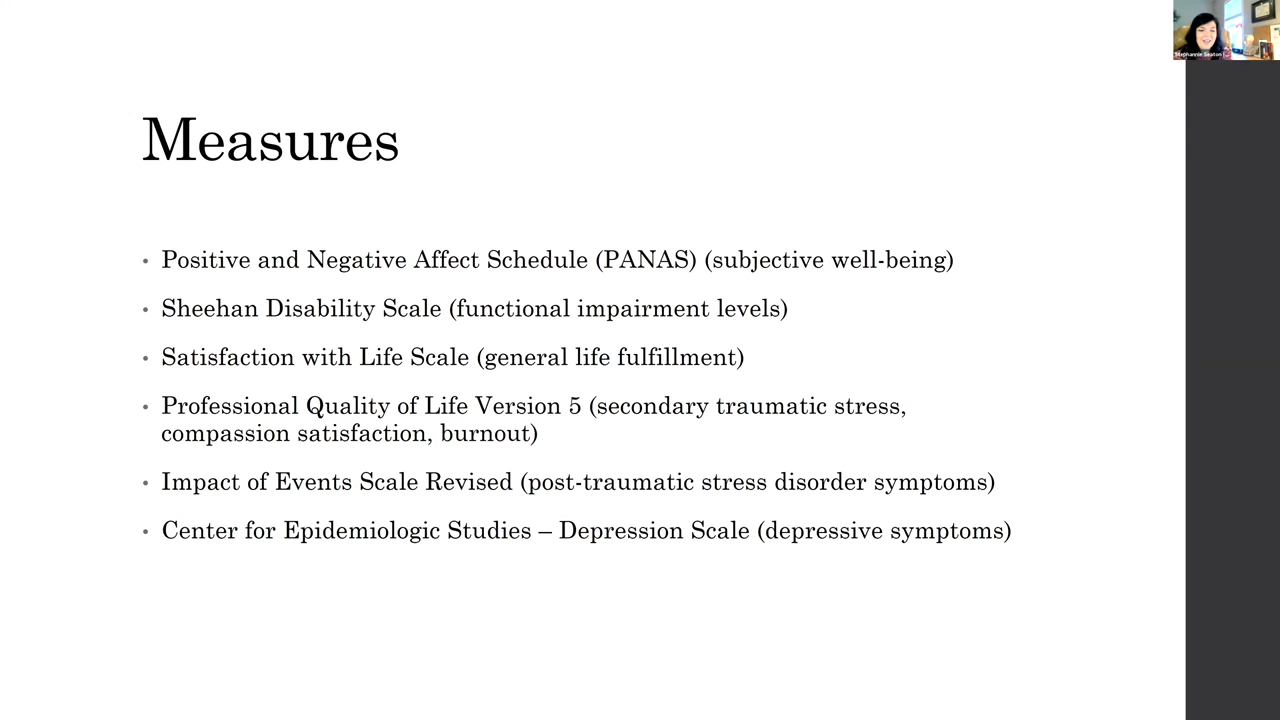 Stephannie Seaton
Measures
• Positive and Negative Affect Schedule (PANAS) (subjective well-being)
• Sheehan Disability Scale (functional impairment levels)
• Satisfaction with Life Scale (general life fulfillment)
• Professional Quality of Life Version 5 (secondary traumatic stress,
compassion satisfaction, burnout)
• Impact of Events Scale Revised (post-traumatic stress disorder symptoms)
• Center for Epidemiologic Studies – Depression Scale (depressive symptoms)